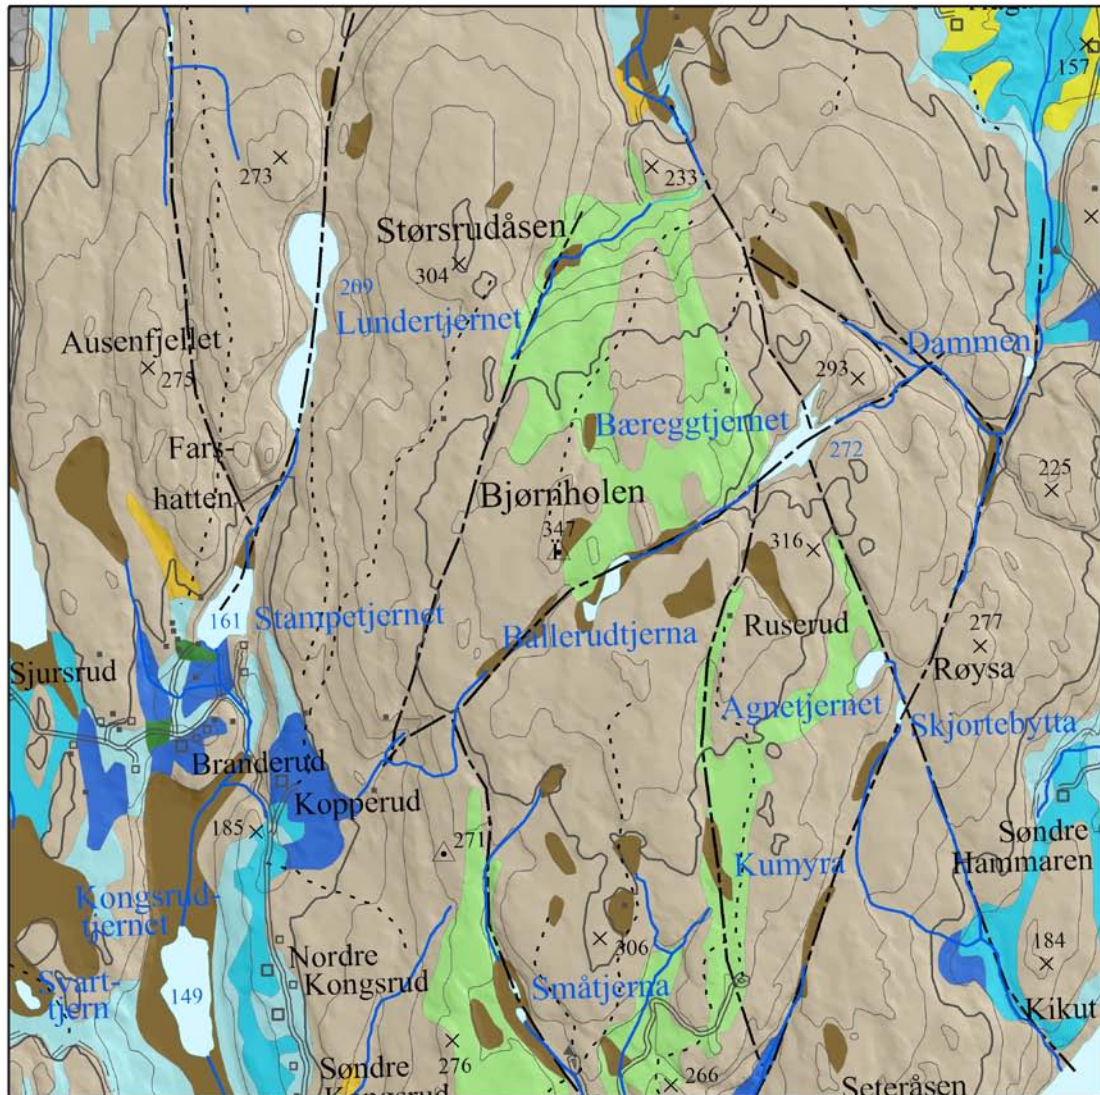 157
273
233
Størsrudåsen
304
209
Lundertjernet
Ausenfjellet
275
Dammen
293
Bæreggtjernet
272
Fars-
hatten
225
Bjørnholen
347
316
161
Stampetjernet
Ballerudtjerna
Ruserud
277
Røysa
Sjursrud
Agnetjernet
Skjortebytta
Branderud
Kopperud
185
271
Søndre
Hammaren
Kumyra
Kongsrud-
tjernet
306
184
Nordre
Kongsrud
Svart-
tjern
149
Småtjerna
Kikut
276
Søndre
266
Seteråsen